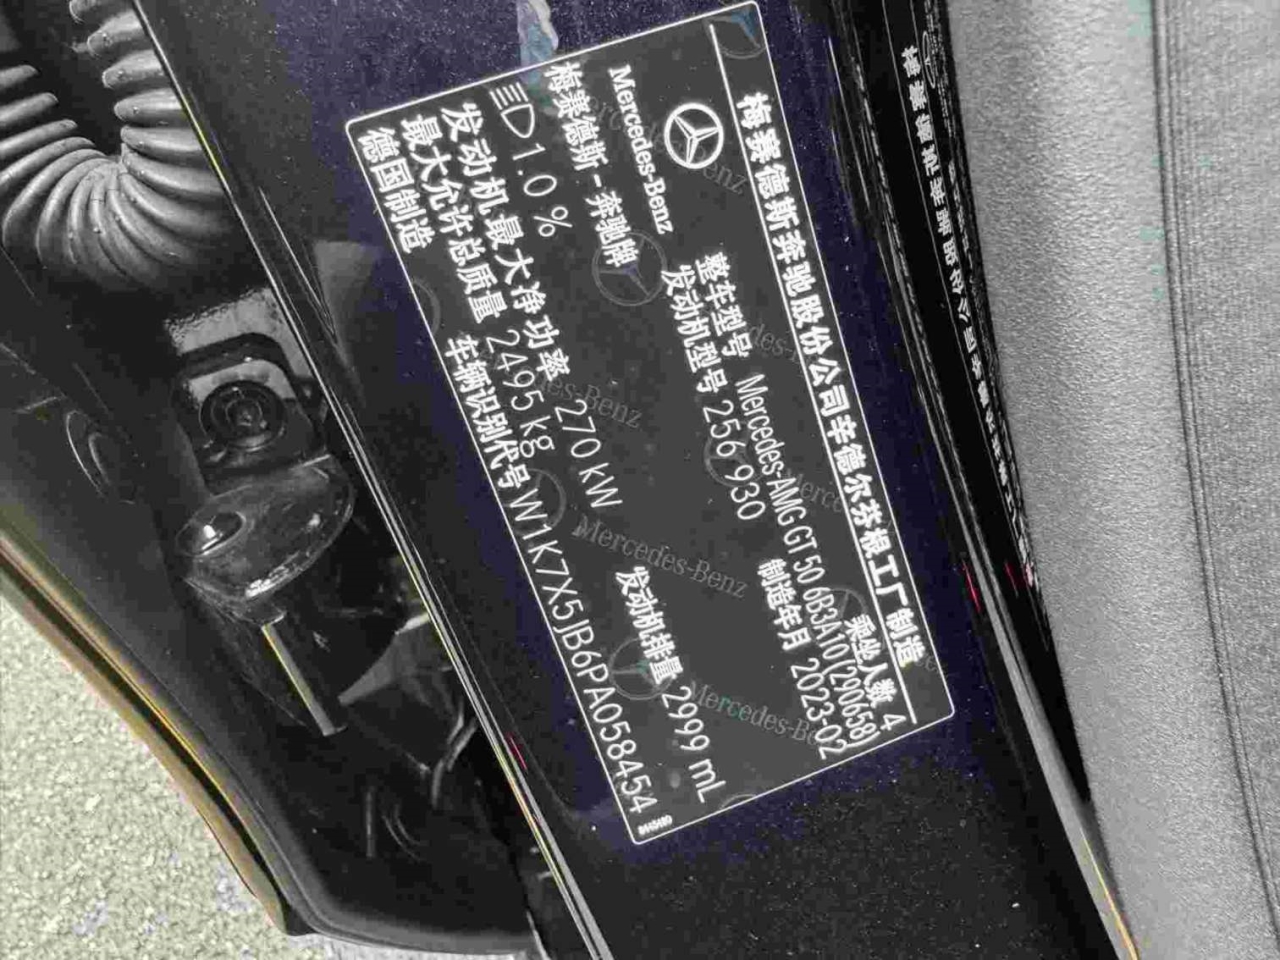 梅赛德斯奔驰股份公司辛德尔芬根工厂制造
Mercedes-Benz
整车型号 Mercedes-AMG GT 50 6B3A10(290658)
乘坐人数 4
发动机型号 256 930
制造年月 2023-02
梅赛德斯-奔驰牌
1.0 %
发动机最大净功率 270 kW
发动机排量 2999 mL
最大允许总质量 2495 kg
车辆识别代号 W1K7X5JB6PA058454
德国制造